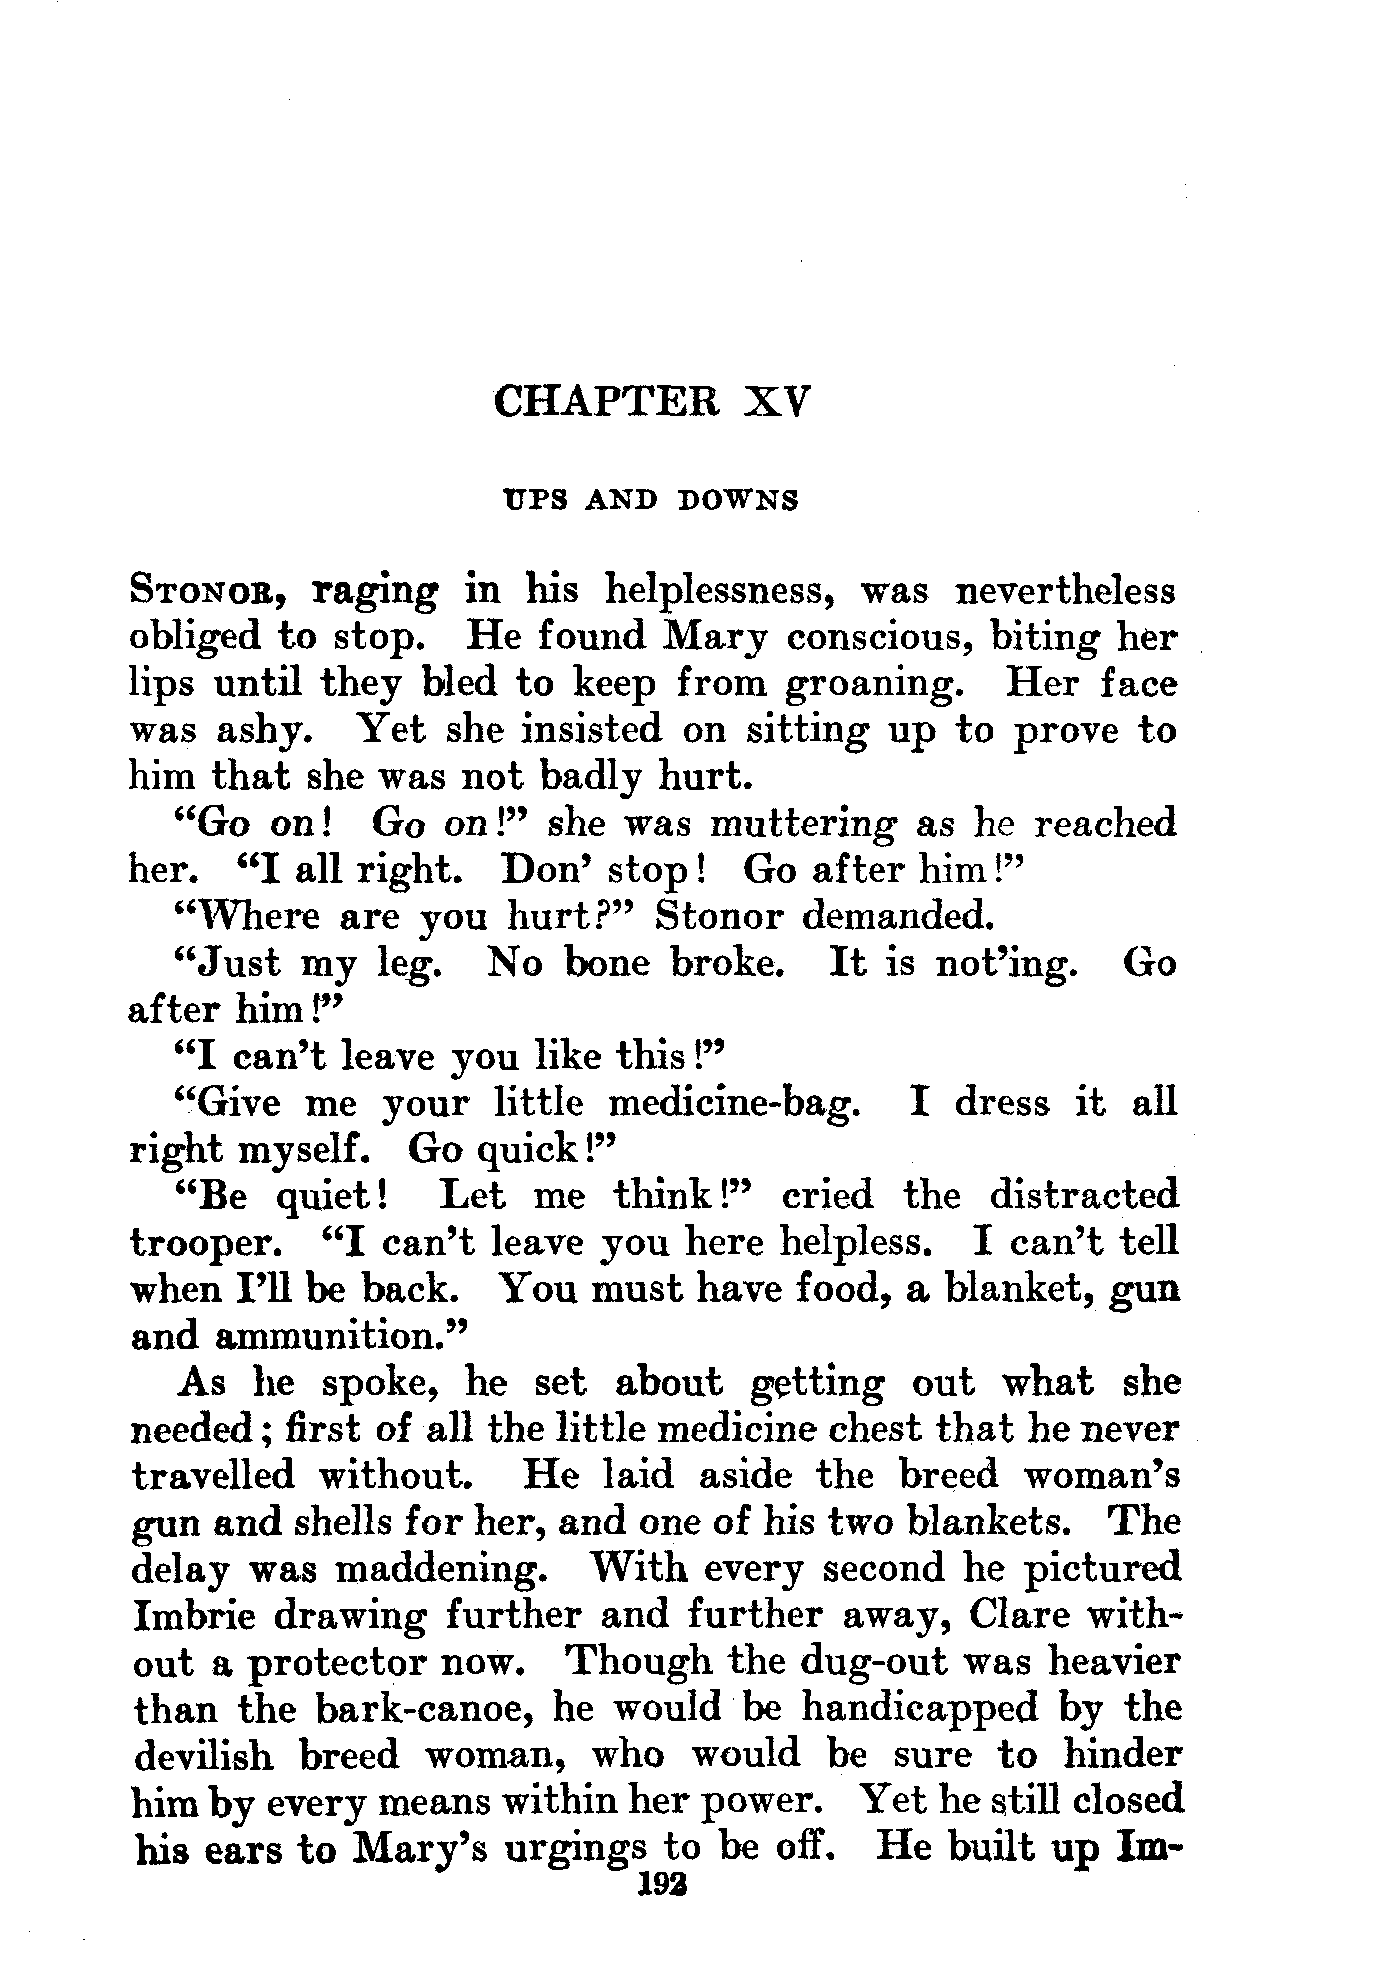 CHAPTER XV
UPS AND DOWNS
STONOR, raging in his helplessness, was nevertheless
obliged to stop. He found Mary conscious, biting her
lips until they bled to keep from groaning. Her face
was ashy. Yet she insisted on sitting up to prove to
him that she was not badly hurt.
"Go on! Go on!" she was muttering as he reached
her. "I all right. Don' stop! Go after him!"
"Where are you hurt?" Stonor demanded.
"Just my leg. No bone broke. It is not'ing. Go
after him!"
"I can't leave you like this!"
"Give me your little medicine-bag. I dress it all
right myself. Go quick!"
"Be quiet! Let me think!" cried the distracted
trooper. "I can't leave you here helpless. I can't tell
when I'll be back. You must have food, a blanket, gun
and ammunition."
As he spoke, he set about getting out what she
needed; first of all the little medicine chest that he never
travelled without. He laid aside the breed woman's
gun and shells for her, and one of his two blankets. The
delay was maddening. With every second he pictured
Imbrie drawing further and further away, Clare with-
out a protector now. Though the dug-out was heavier
than the bark-canoe, he would be handicapped by the
devilish breed woman, who would be sure to hinder
him by every means within her power. Yet he still closed
his ears to Mary's urgings to be off. He built up Im-
192